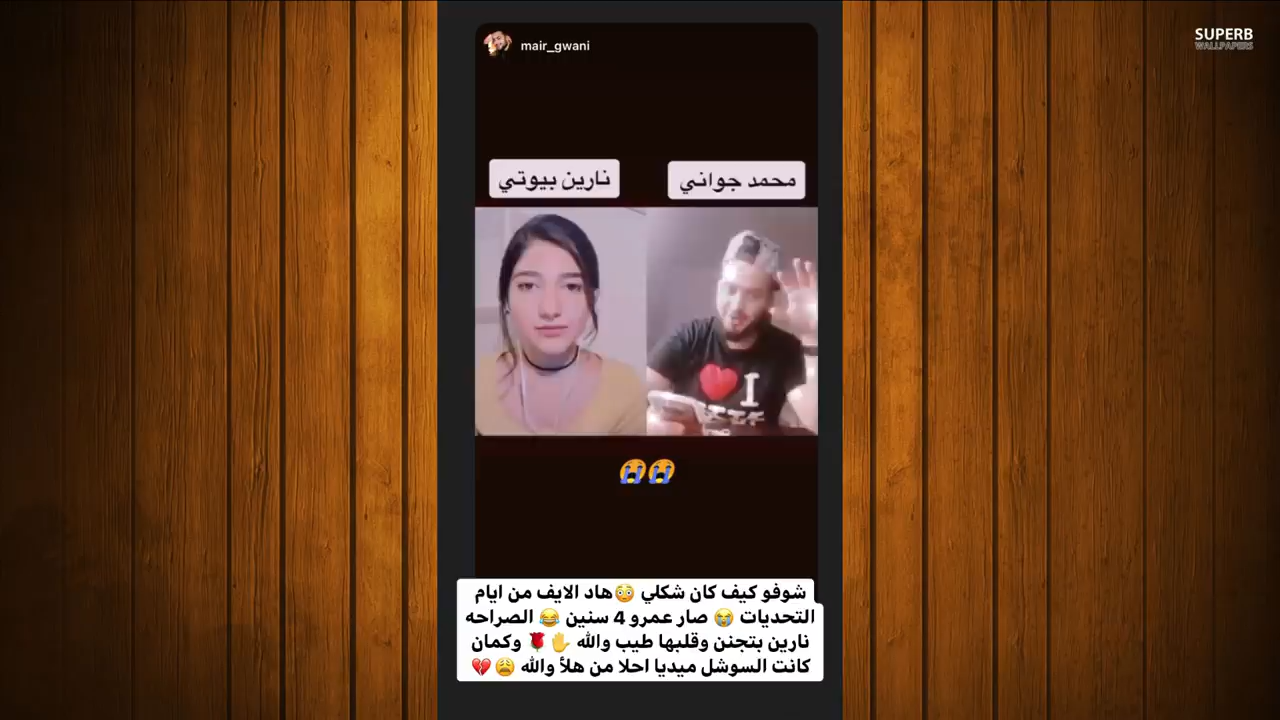 SUPERB
WALLPAPERS
mair_gwani
نارين بيوتي
محمد جواني
I
😭😭
شوفو كيف كان شكلي 😳هاد الايف من ايام
التحديات 😭 صار عمرو 4 سنين 😂 الصراحه
نارين بتجنن وقلبها طيب والله ✋🌹 وكمان
كانت السوشل ميديا احلا من هلأ والله 😩💔